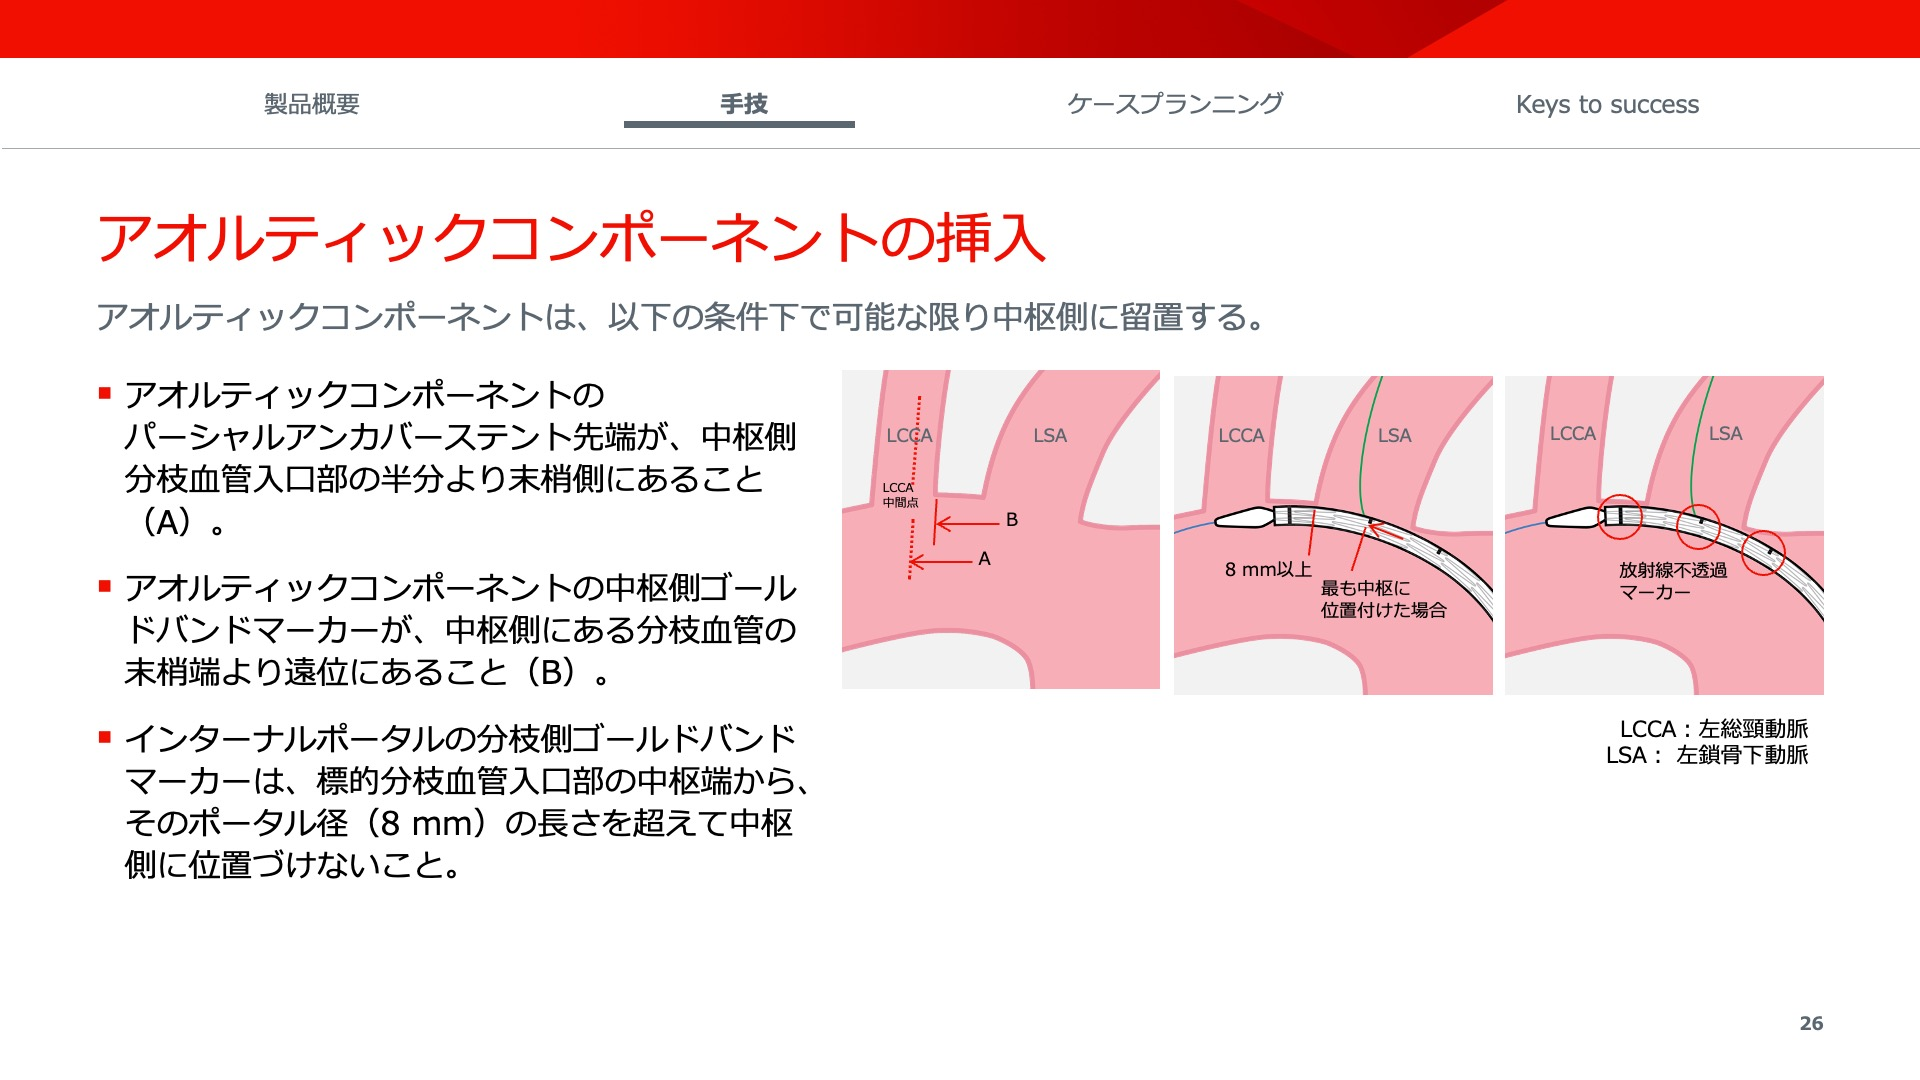 製品概要
手技
ケースプランニング
Keys to success
アオルティックコンポーネントの挿入
アオルティックコンポーネントは、以下の条件下で可能な限り中枢側に留置する。
アオルティックコンポーネントの
パーシャルアンカバーステント先端が、中枢側
分枝血管入口部の半分より末梢側にあること
（A）。
アオルティックコンポーネントの中枢側ゴール
ドバンドマーカーが、中枢側にある分枝血管の
末梢端より遠位にあること（B）。
インターナルポータルの分枝側ゴールドバンド
マーカーは、標的分枝血管入口部の中枢端から、
そのポータル径（8 mm）の長さを超えて中枢
側に位置づけないこと。
LCCA
LSA
LCCA
中間点
B
A
LCCA
LSA
8 mm以上
最も中枢に
位置付けた場合
LCCA
LSA
放射線不透過
マーカー
LCCA：左総頸動脈
LSA： 左鎖骨下動脈
26